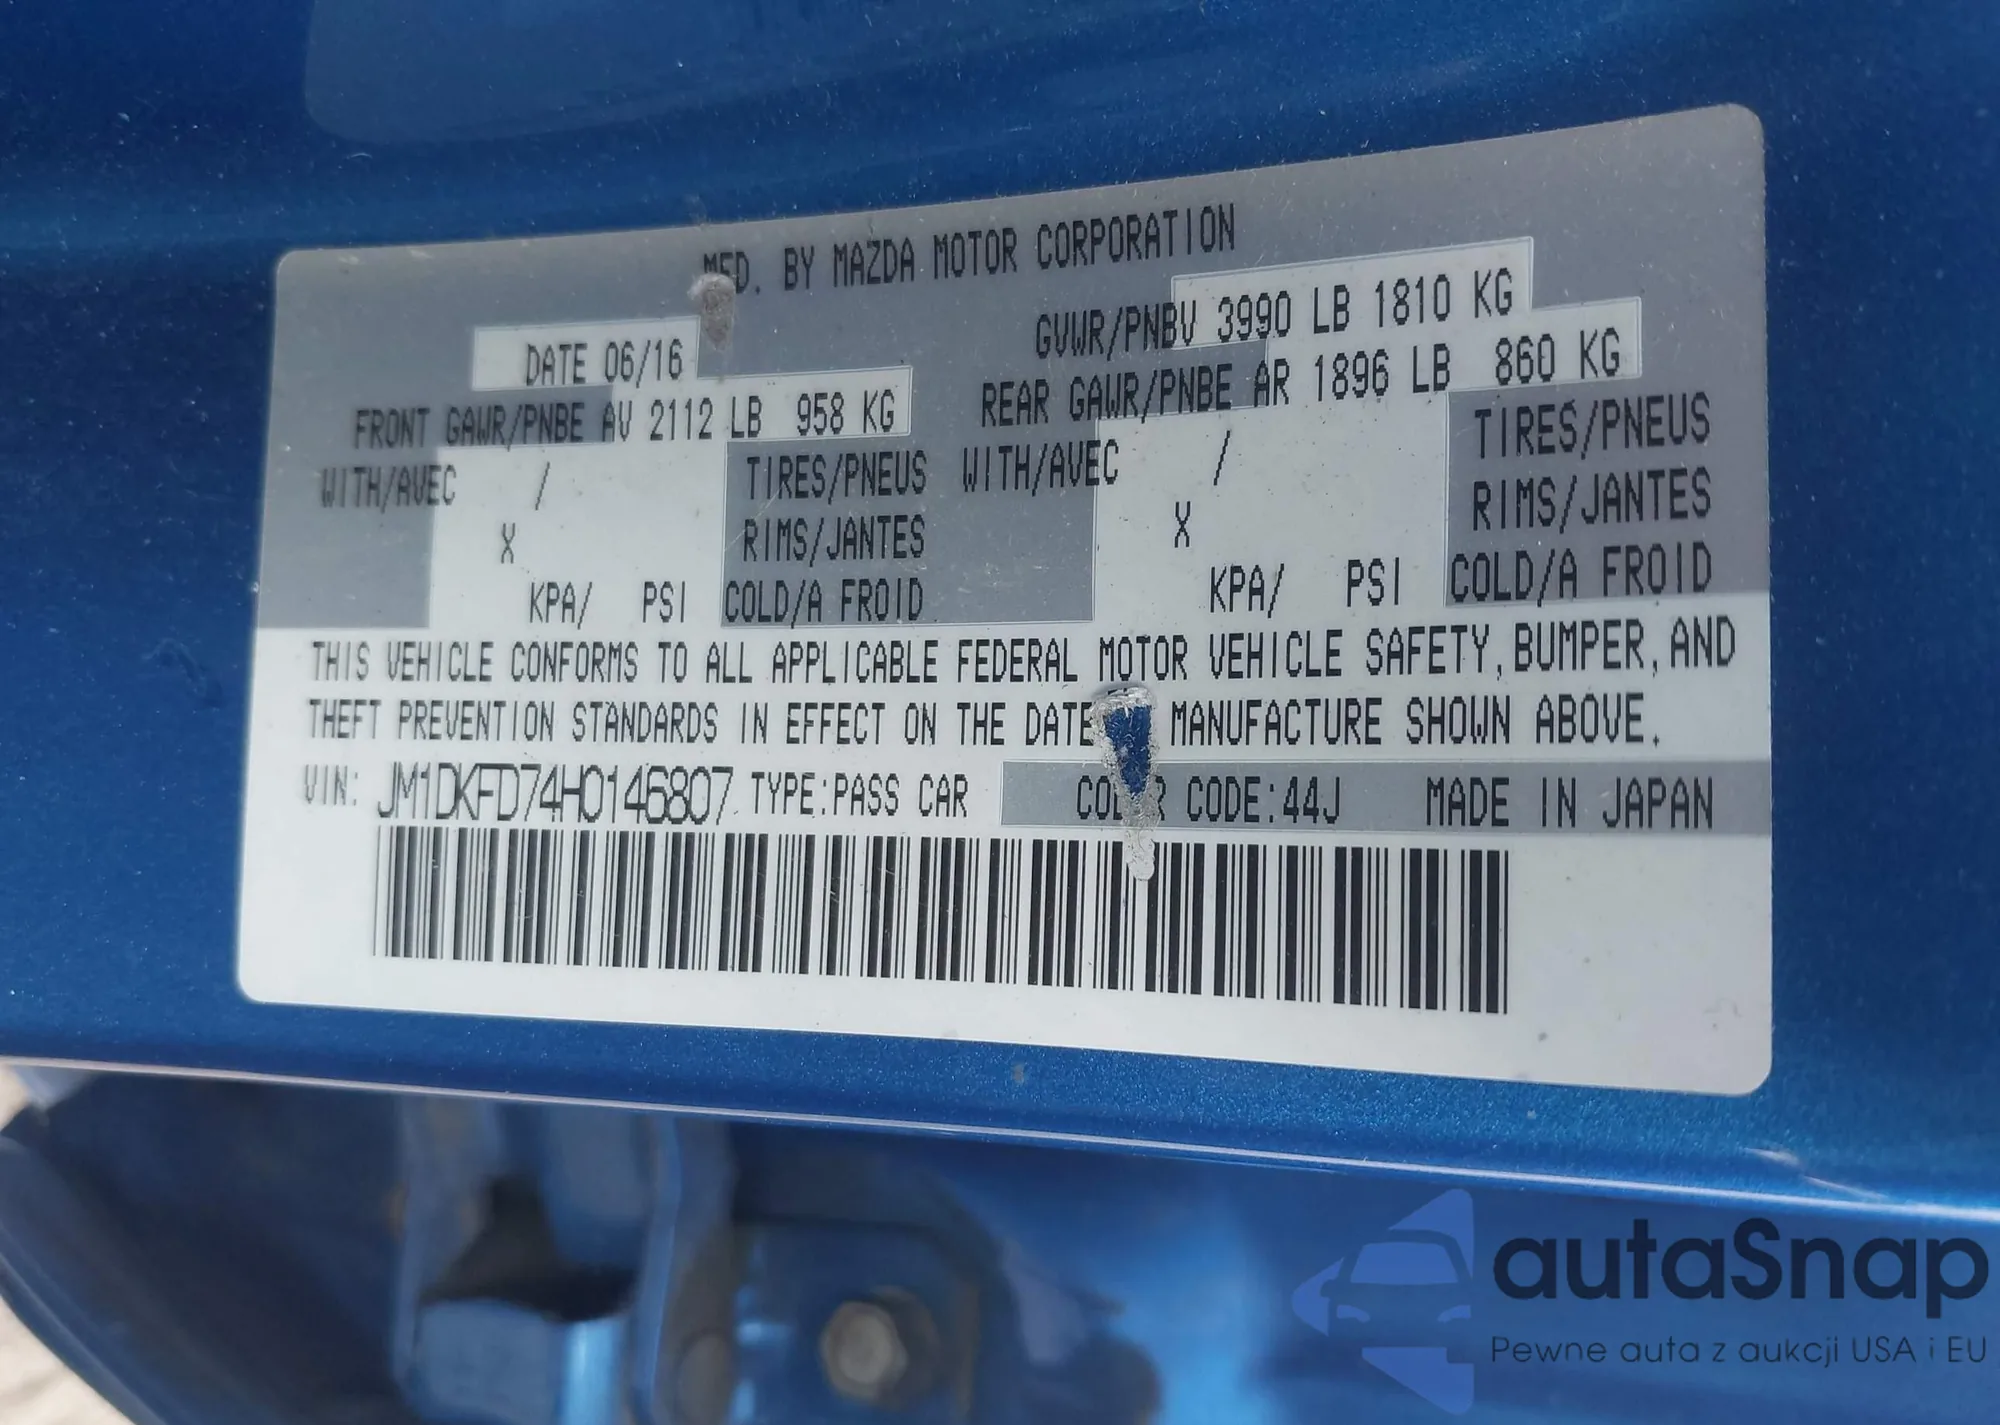 MFD. BY MAZDA MOTOR CORPORATION
DATE 06/16 GVWR/PNBV 3990 LB 1810 KG
FRONT GAWR/PNBE AV 2112 LB 958 KG REAR GAWR/PNBE AR 1896 LB 860 KG
WITH/AVEC / TIRES/PNEUS WITH/AVEC / TIRES/PNEUS
X RIMS/JANTES X RIMS/JANTES
KPA/ PSI COLD/A FROID KPA/ PSI COLD/A FROID
THIS VEHICLE CONFORMS TO ALL APPLICABLE FEDERAL MOTOR VEHICLE SAFETY, BUMPER, AND
THEFT PREVENTION STANDARDS IN EFFECT ON THE DATE MANUFACTURE SHOWN ABOVE.
VIN: JM1DKFD74H0146807 TYPE:PASS CAR COLOR CODE:44J MADE IN JAPAN
autaSnap
Pewne auta z aukcji USA i EU